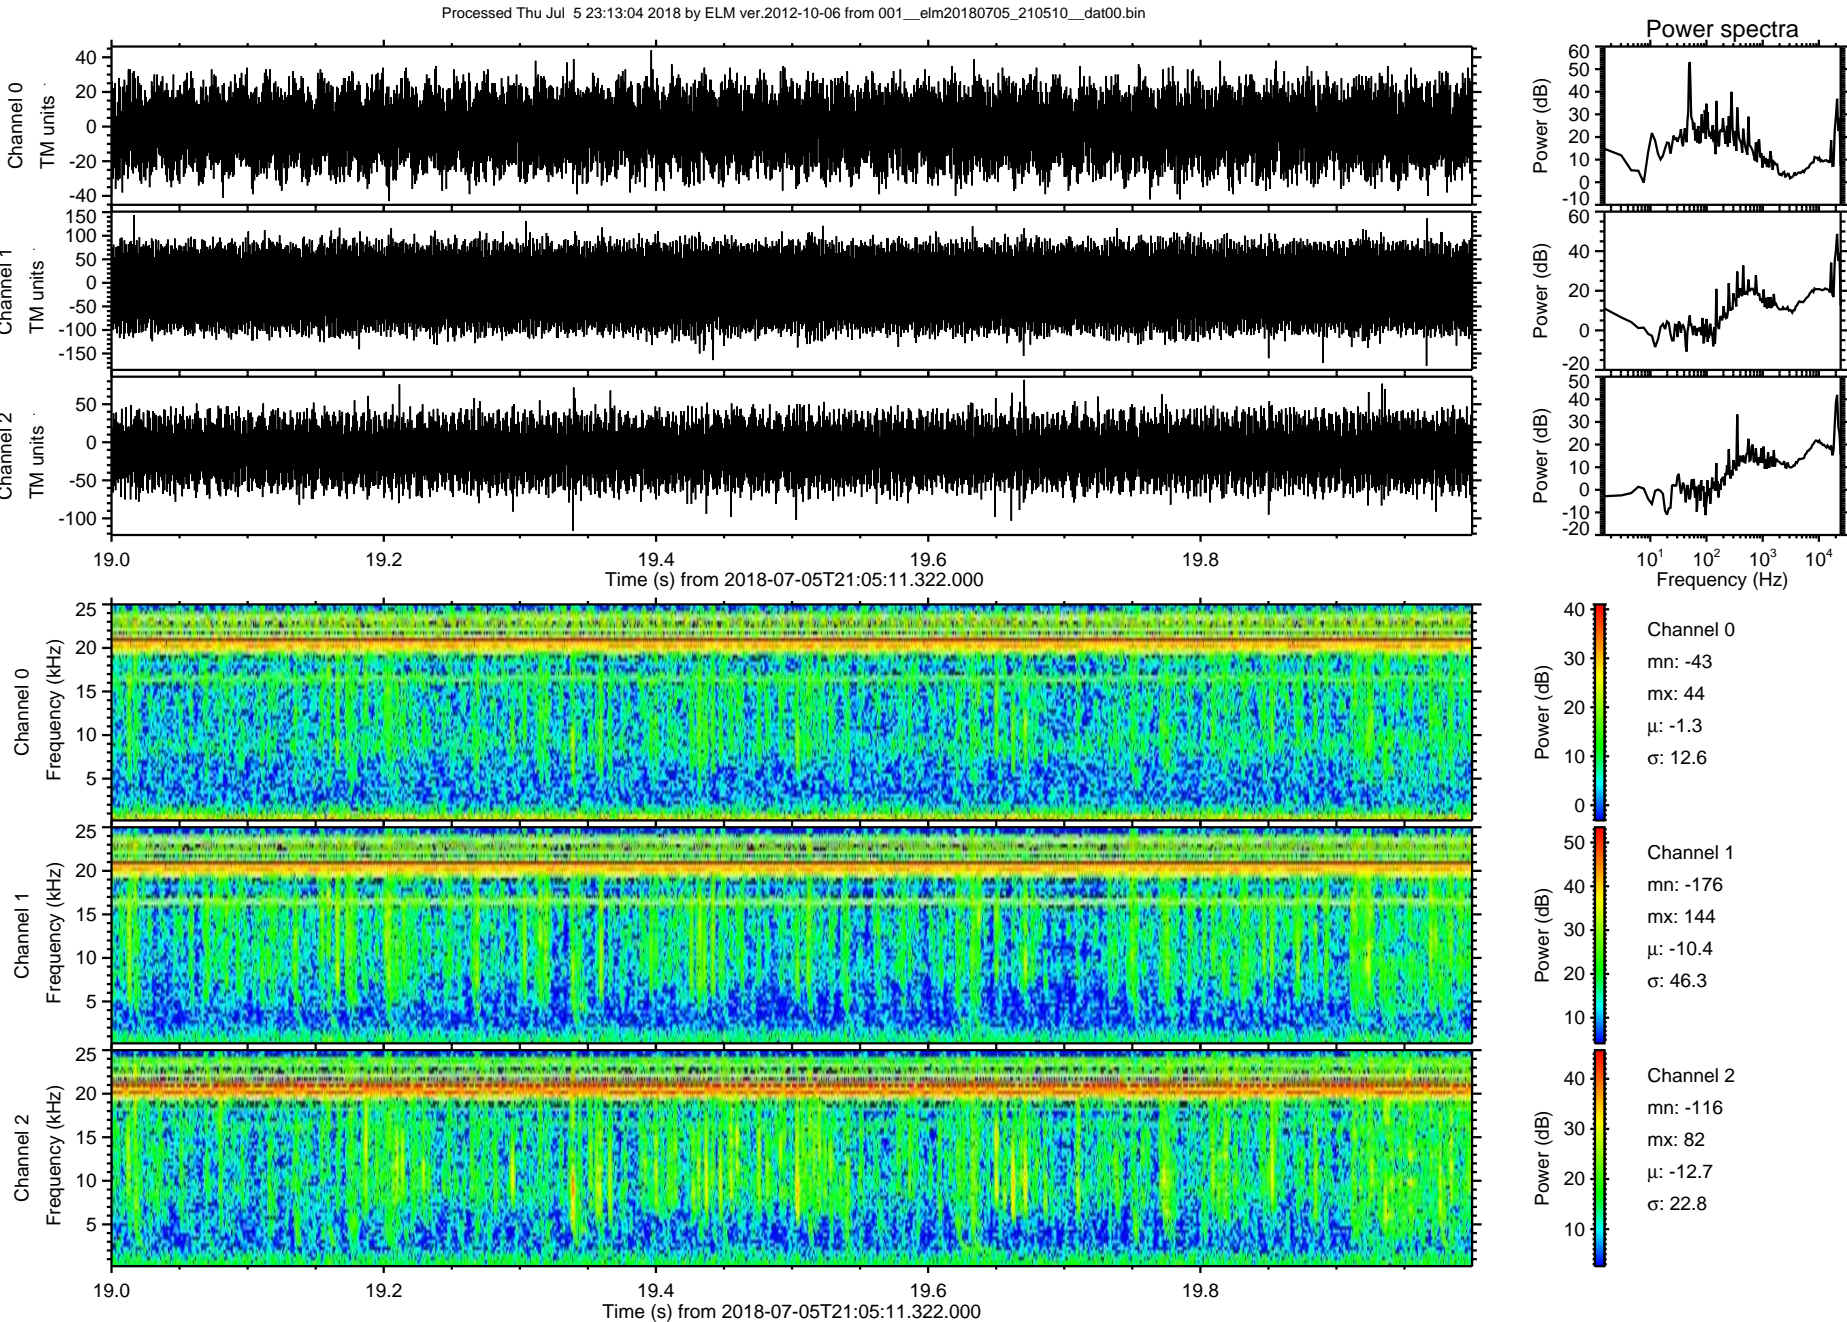 Processed Thu Jul  5 23:13:04 2018 by ELM ver.2012-10-06 from 001__elm20180705_210510__dat00.bin
Power spectra
Channel 0
TM units
40
20
0
-20
-40
Power (dB)
60
50
40
30
20
10
0
-10
Channel 1
TM units
150
100
50
0
-50
-100
-150
Power (dB)
60
40
20
0
-20
Channel 2
TM units
50
0
-50
-100
Power (dB)
50
40
30
20
10
0
-10
-20
19.0 19.2 19.4 19.6 19.8
Time (s) from 2018-07-05T21:05:11.322.000
10¹ 10² 10³ 10⁴
Frequency (Hz)
Channel 0
Frequency (kHz)
25
20
15
10
5
Power (dB)
40
30
20
10
0
Channel 0
mn: -43
mx: 44
μ: -1.3
σ: 12.6
Channel 1
Frequency (kHz)
25
20
15
10
5
Power (dB)
50
40
30
20
10
Channel 1
mn: -176
mx: 144
μ: -10.4
σ: 46.3
Channel 2
Frequency (kHz)
25
20
15
10
5
Power (dB)
40
30
20
10
Channel 2
mn: -116
mx: 82
μ: -12.7
σ: 22.8
19.0 19.2 19.4 19.6 19.8
Time (s) from 2018-07-05T21:05:11.322.000